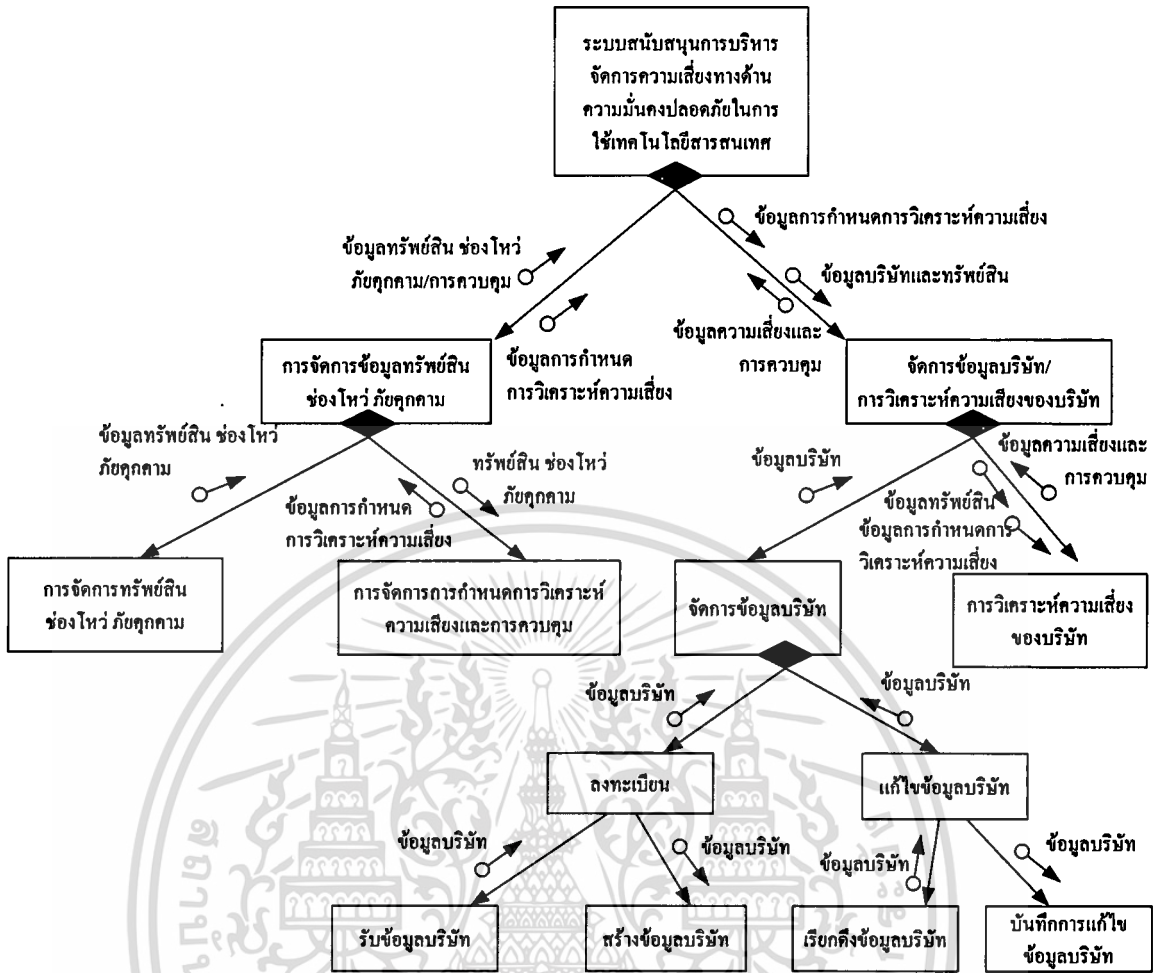 ระบบสนับสนุนการบริหาร
จัดการความเสี่ยงทางด้าน
ความมั่นคงปลอดภัยในการ
ใช้เทคโนโลยีสารสนเทศ
ข้อมูลการกำหนดการวิเคราะห์ความเสี่ยง
ข้อมูลทรัพย์สิน ช่องโหว่
ภัยคุกคาม/การควบคุม
ข้อมูลบริษัทและทรัพย์สิน
ข้อมูลการกำหนด
การวิเคราะห์ความเสี่ยง
ข้อมูลความเสี่ยงและ
การควบคุม
การจัดการข้อมูลทรัพย์สิน
ช่องโหว่ ภัยคุกคาม
จัดการข้อมูลบริษัท/
การวิเคราะห์ความเสี่ยงของบริษัท
ข้อมูลทรัพย์สิน ช่องโหว่
ภัยคุกคาม
ทรัพย์สิน ช่องโหว่
ภัยคุกคาม
ข้อมูลการกำหนด
การวิเคราะห์ความเสี่ยง
ข้อมูลบริษัท
ข้อมูลความเสี่ยงและ
การควบคุม
ข้อมูลทรัพย์สิน
ข้อมูลการกำหนดการ
วิเคราะห์ความเสี่ยง
การจัดการทรัพย์สิน
ช่องโหว่ ภัยคุกคาม
การจัดการการกำหนดการวิเคราะห์
ความเสี่ยงและการควบคุม
จัดการข้อมูลบริษัท
การวิเคราะห์ความเสี่ยง
ของบริษัท
ข้อมูลบริษัท
ข้อมูลบริษัท
ลงทะเบียน
แก้ไขข้อมูลบริษัท
ข้อมูลบริษัท
ข้อมูลบริษัท
ข้อมูลบริษัท
ข้อมูลบริษัท
รับข้อมูลบริษัท
สร้างข้อมูลบริษัท
เรียกดึงข้อมูลบริษัท
บันทึกการแก้ไข
ข้อมูลบริษัท